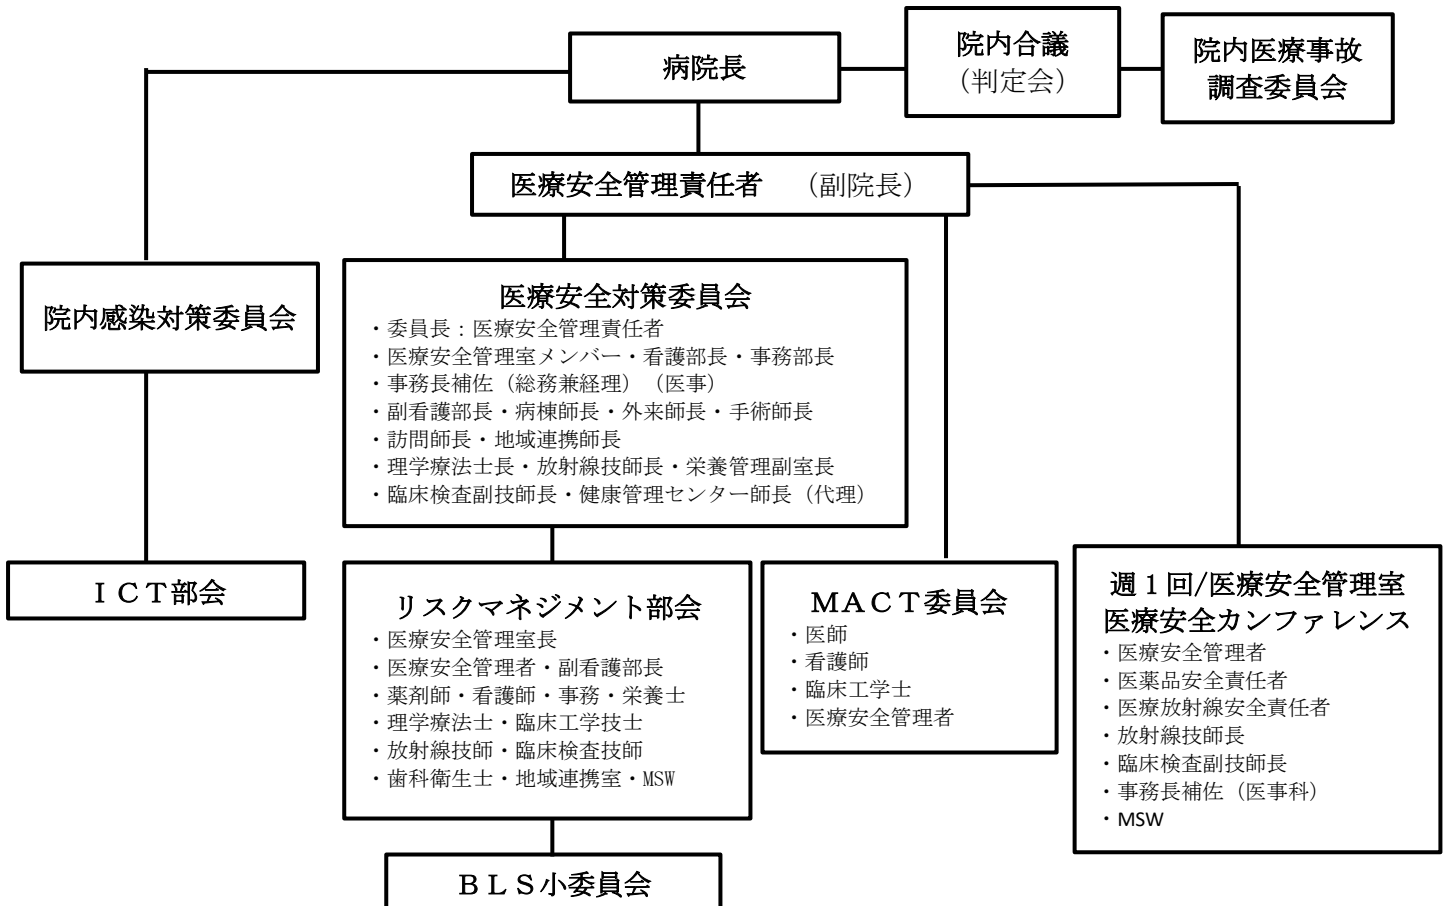 病院長
院内合議
（判定会）
院内医療事故
調査委員会
医療安全管理責任者　（副院長）
院内感染対策委員会
医療安全対策委員会
・委員長：医療安全管理責任者
・医療安全管理室メンバー・看護部長・事務部長
・事務長補佐（総務兼経理）（医事）
・副看護部長・病棟師長・外来師長・手術師長
・訪問師長・地域連携師長
・理学療法士長・放射線技師長・栄養管理副室長
・臨床検査副技師長・健康管理センター師長（代理）
ＩＣＴ部会
リスクマネジメント部会
・医療安全管理室長
・医療安全管理者・副看護部長
・薬剤師・看護師・事務・栄養士
・理学療法士・臨床工学技士
・放射線技師・臨床検査技師
・歯科衛生士・地域連携室・MSW
ＭＡＣＴ委員会
・医師
・看護師
・臨床工学士
・医療安全管理者
週１回/医療安全管理室
医療安全カンファレンス
・医療安全管理者
・医薬品安全責任者
・医療放射線安全責任者
・放射線技師長
・臨床検査副技師長
・事務長補佐（医事科）
・MSW
ＢＬＳ小委員会